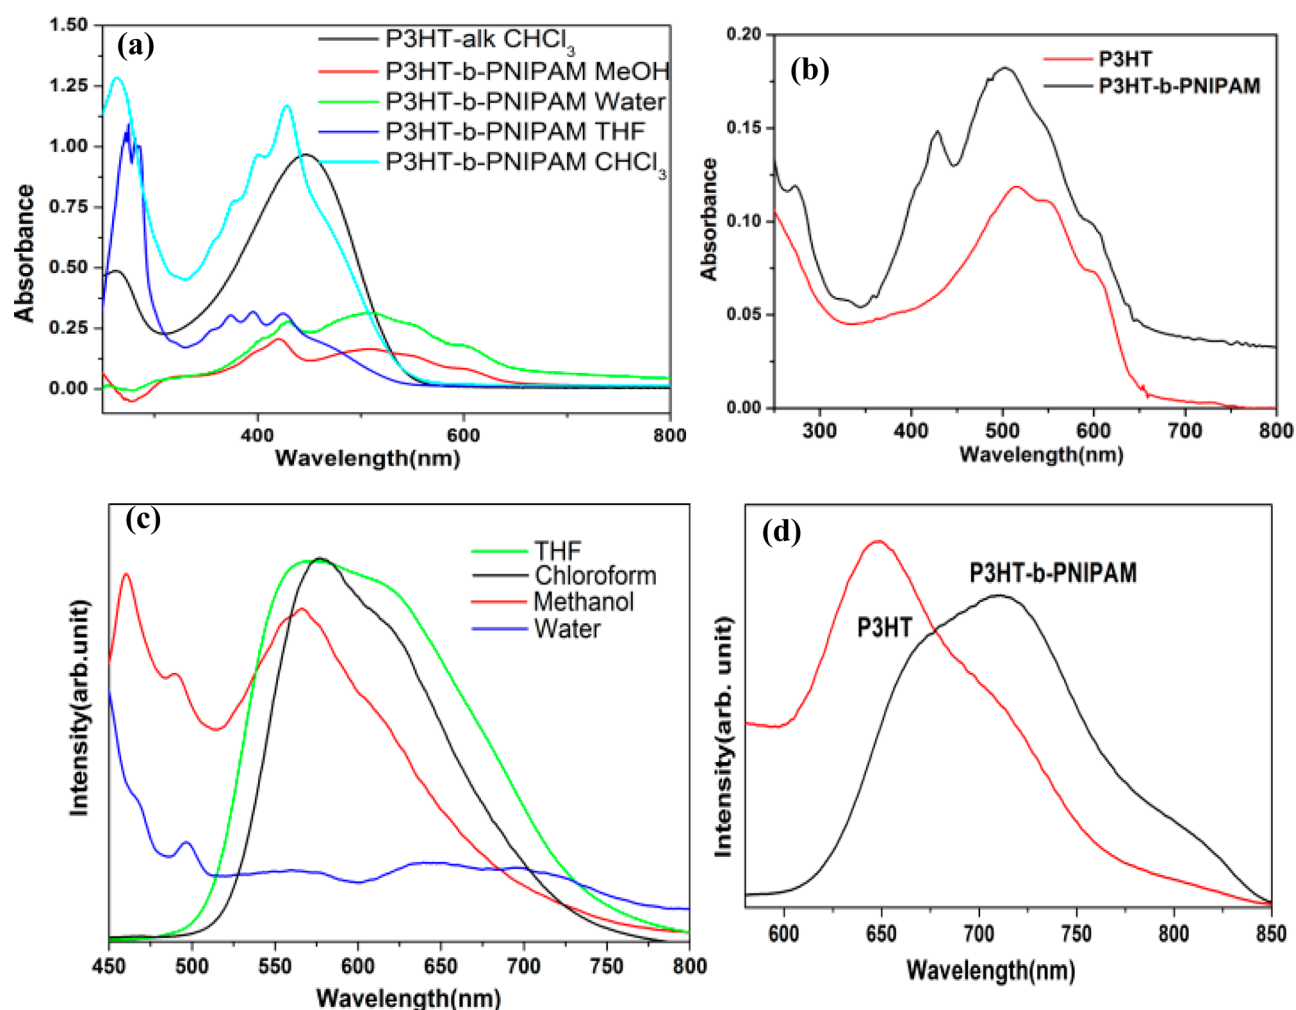 (a)
1.50
1.25
1.00
0.75
0.50
0.25
0.00
Absorbance
P3HT-alk CHCl3
P3HT-b-PNIPAM MeOH
P3HT-b-PNIPAM Water
P3HT-b-PNIPAM THF
P3HT-b-PNIPAM CHCl3
400 600 800
Wavelength(nm)
(b)
0.20
0.15
0.10
0.05
0.00
Absorbance
P3HT
P3HT-b-PNIPAM
300 400 500 600 700 800
Wavelength(nm)
(c)
Intensity(arb.unit)
THF
Chloroform
Methanol
Water
450 500 550 600 650 700 750 800
Wavelength(nm)
(d)
Intensity(arb. unit)
P3HT-b-PNIPAM
P3HT
600 650 700 750 800 850
Wavelength(nm)